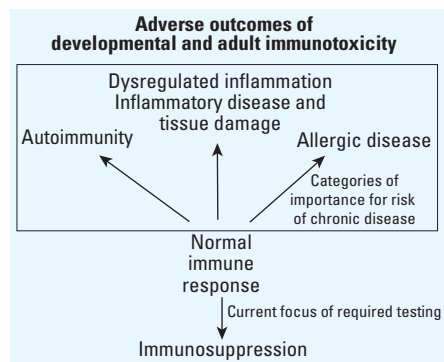 Adverse outcomes of
developmental and adult immunotoxicity
Dysregulated inflammation
Inflammatory disease and
tissue damage
Autoimmunity
Allergic disease
Categories of
importance for risk
of chronic disease
Normal
immune
response
Current focus of required testing
Immunosuppression